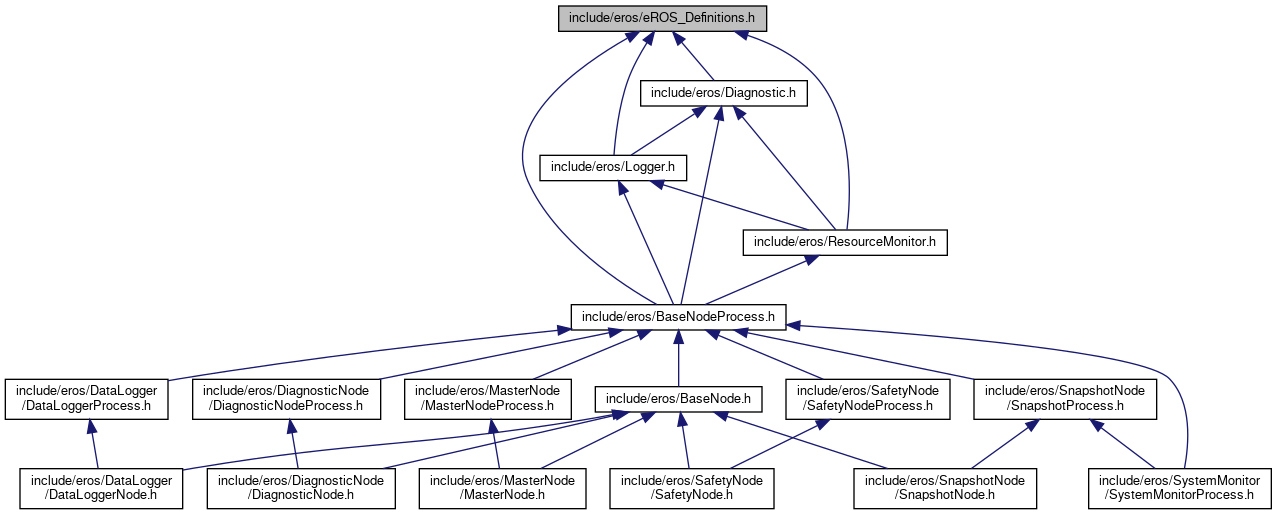 include/eros/eROS_Definitions.h
include/eros/Diagnostic.h
include/eros/Logger.h
include/eros/ResourceMonitor.h
include/eros/BaseNodeProcess.h
include/eros/DataLogger
/DataLoggerProcess.h
include/eros/DiagnosticNode
/DiagnosticNodeProcess.h
include/eros/MasterNode
/MasterNodeProcess.h
include/eros/BaseNode.h
include/eros/SafetyNode
/SafetyNodeProcess.h
include/eros/SnapshotNode
/SnapshotProcess.h
include/eros/DataLogger
/DataLoggerNode.h
include/eros/DiagnosticNode
/DiagnosticNode.h
include/eros/MasterNode
/MasterNode.h
include/eros/SafetyNode
/SafetyNode.h
include/eros/SnapshotNode
/SnapshotNode.h
include/eros/SystemMonitor
/SystemMonitorProcess.h